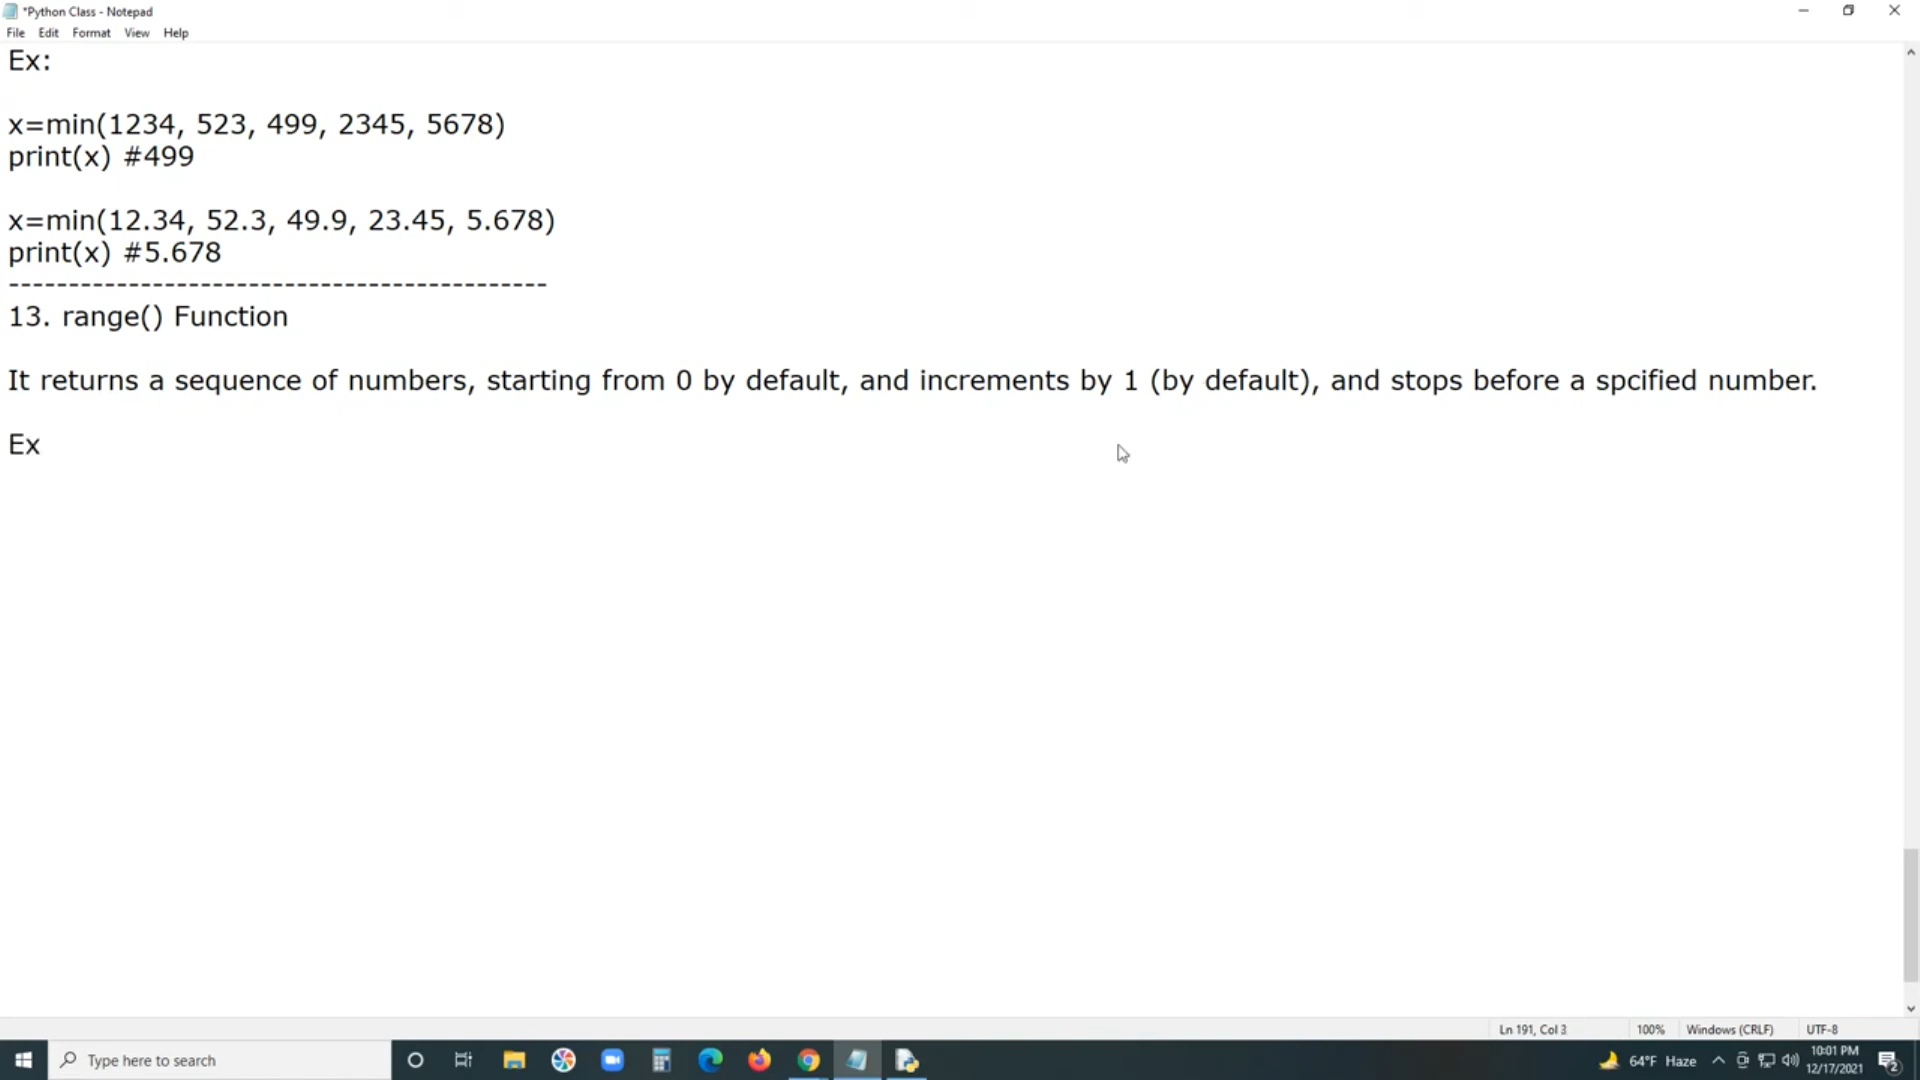 *Python Class - Notepad
File Edit Format View Help
Ex:
x=min(1234, 523, 499, 2345, 5678)
print(x) #499
x=min(12.34, 52.3, 49.9, 23.45, 5.678)
print(x) #5.678
--------------------------------------------
13. range() Function
It returns a sequence of numbers, starting from 0 by default, and increments by 1 (by default), and stops before a spcified number.
Ex
Ln 191, Col 3 100% Windows (CRLF) UTF-8
Type here to search
64°F Haze
10:01 PM
12/17/2021
2